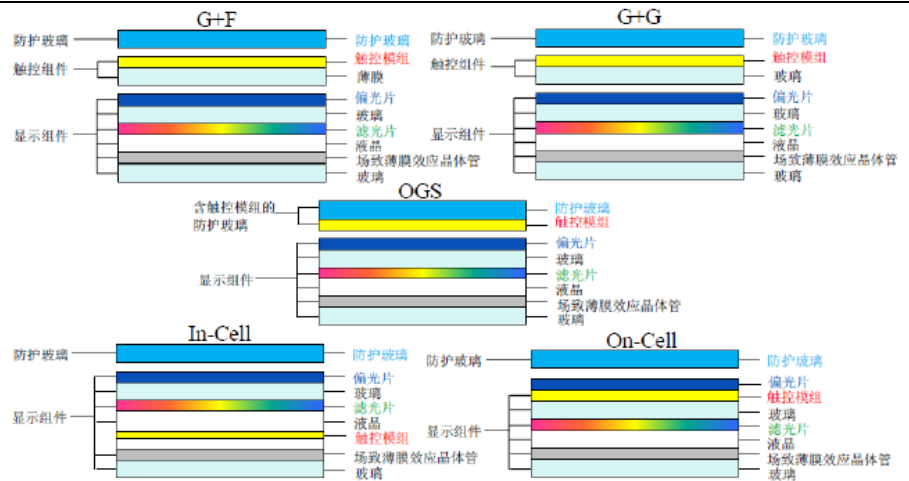 G+F
防护玻璃
防护玻璃
触控组件
触控模组
薄膜
显示组件
偏光片
玻璃
滤光片
液晶
场致薄膜效应晶体管
玻璃
G+G
防护玻璃
防护玻璃
触控组件
触控模组
玻璃
显示组件
偏光片
玻璃
滤光片
液晶
场致薄膜效应晶体管
玻璃
OGS
含触控模组的
防护玻璃
防护玻璃
触控模组
显示组件
偏光片
玻璃
滤光片
液晶
场致薄膜效应晶体管
玻璃
In-Cell
防护玻璃
防护玻璃
显示组件
偏光片
玻璃
滤光片
液晶
触控模组
场致薄膜效应晶体管
玻璃
On-Cell
防护玻璃
防护玻璃
显示组件
偏光片
触控模组
玻璃
滤光片
液晶
场致薄膜效应晶体管
玻璃